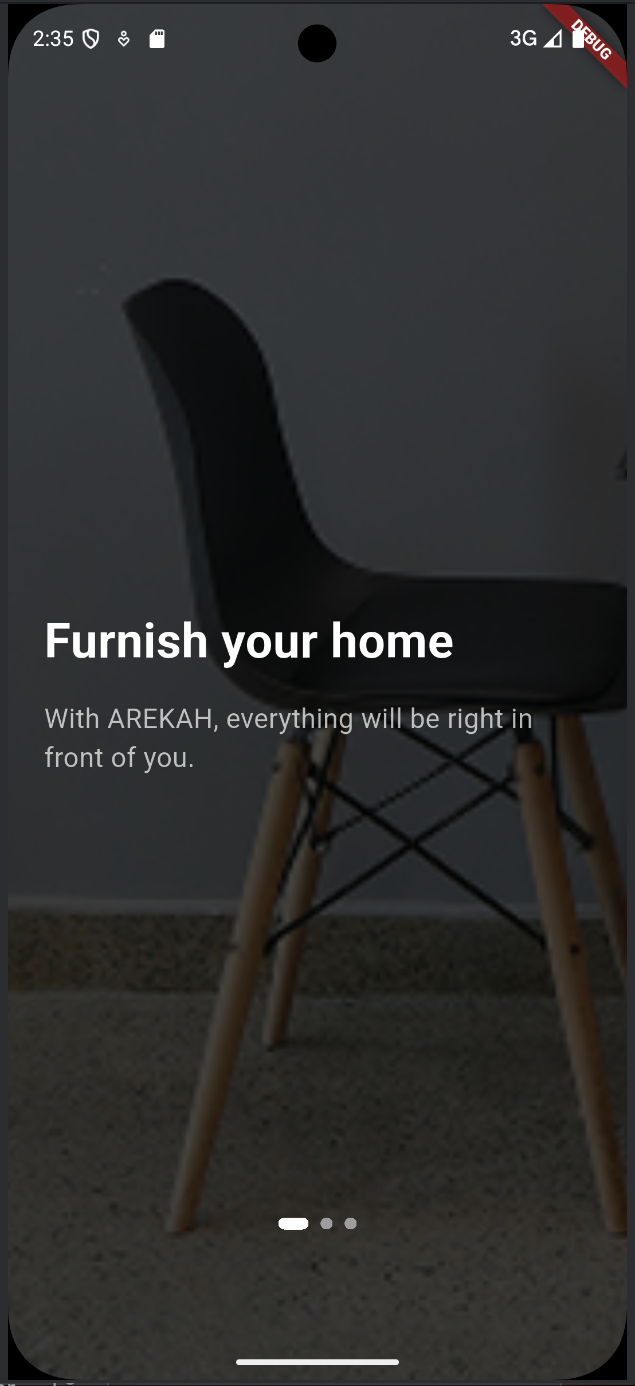 2:35
3G
DEBUG
Furnish your home
With AREKAH, everything will be right in
front of you.